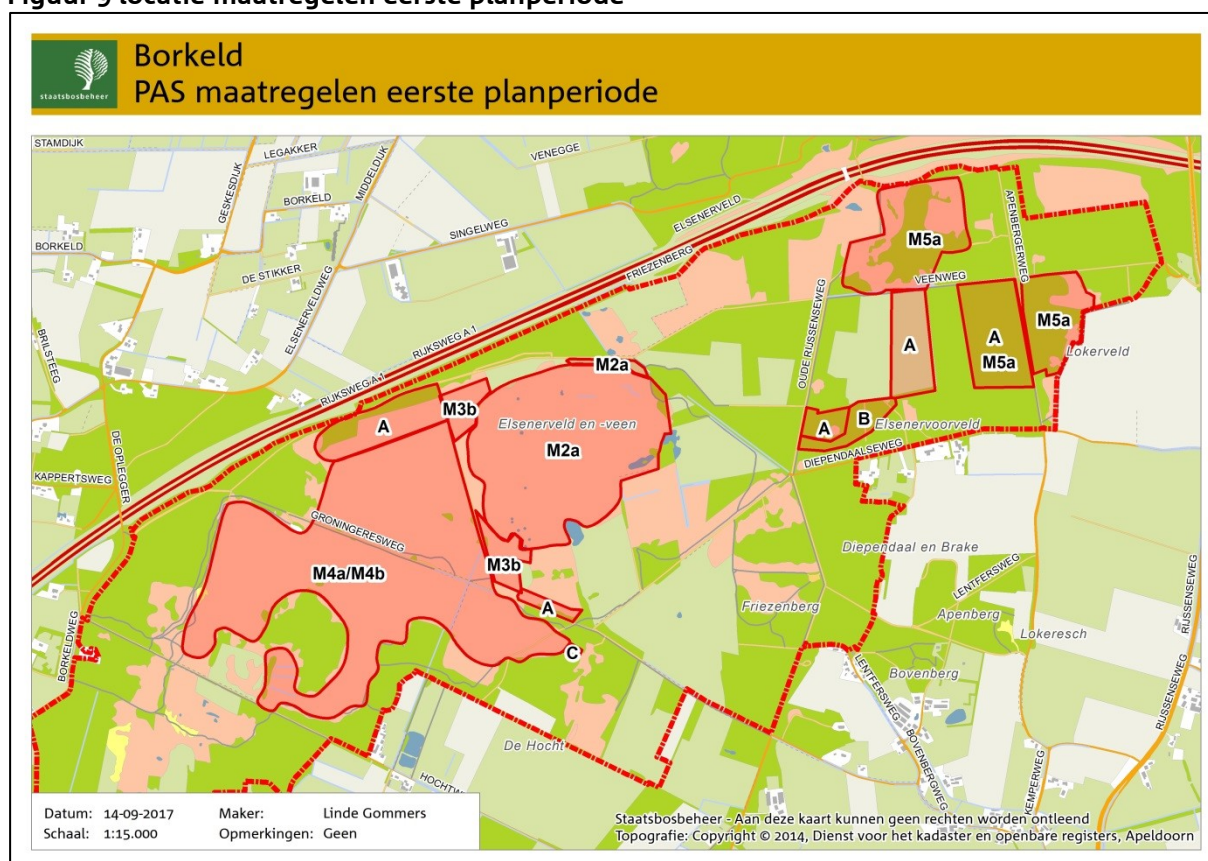 Figuur 9 locatie maatregelen eerste planperiode
staatsbosbeheer
Borkeld
PAS maatregelen eerste planperiode
STAMDIJK
LEGAKKER
VENEGGE
GESKESDIJK
MIDDELDIJK
BORKELD
SINGELWEG
ELSENERVELD
BORKELD
DE STIKKER
FRIEZENBERG
APENBERGERWEG
M5a
VEENWEG
ELSENERVELDWEG
BRILSTEEG
RIJKSWEG A 1
OUDE RIJSSENSEWEG
A
A
M5a
M5a
Lokerveld
RIJKSWEG A 1
M2a
M3b
A
Elsenerveld en -veen
M2a
A
B
Elsenervoorveld
DIEPENDAALSEWEG
DE OPLEGGER
KAPPERTSWEG
GRONINGERESWEG
Diependaal en Brake
M4a/M4b
M3b
A
LENTFERSWEG
Friezenberg
Apenberg
Lokeresch
RIJSSENSEWEG
BORKELDWEG
C
LENTFERSWEG
Bovenberg
De Hocht
BOVENBERGWEG
RIJSSENSEWEG
KEMPERWEG
HOCHTW
Datum: 14-09-2017 Maker: Linde Gommers
Schaal: 1:15.000 Opmerkingen: Geen
Staatsbosbeheer - Aan deze kaart kunnen geen rechten worden ontleend
Topografie: Copyright © 2014, Dienst voor het kadaster en openbare registers, Apeldoorn